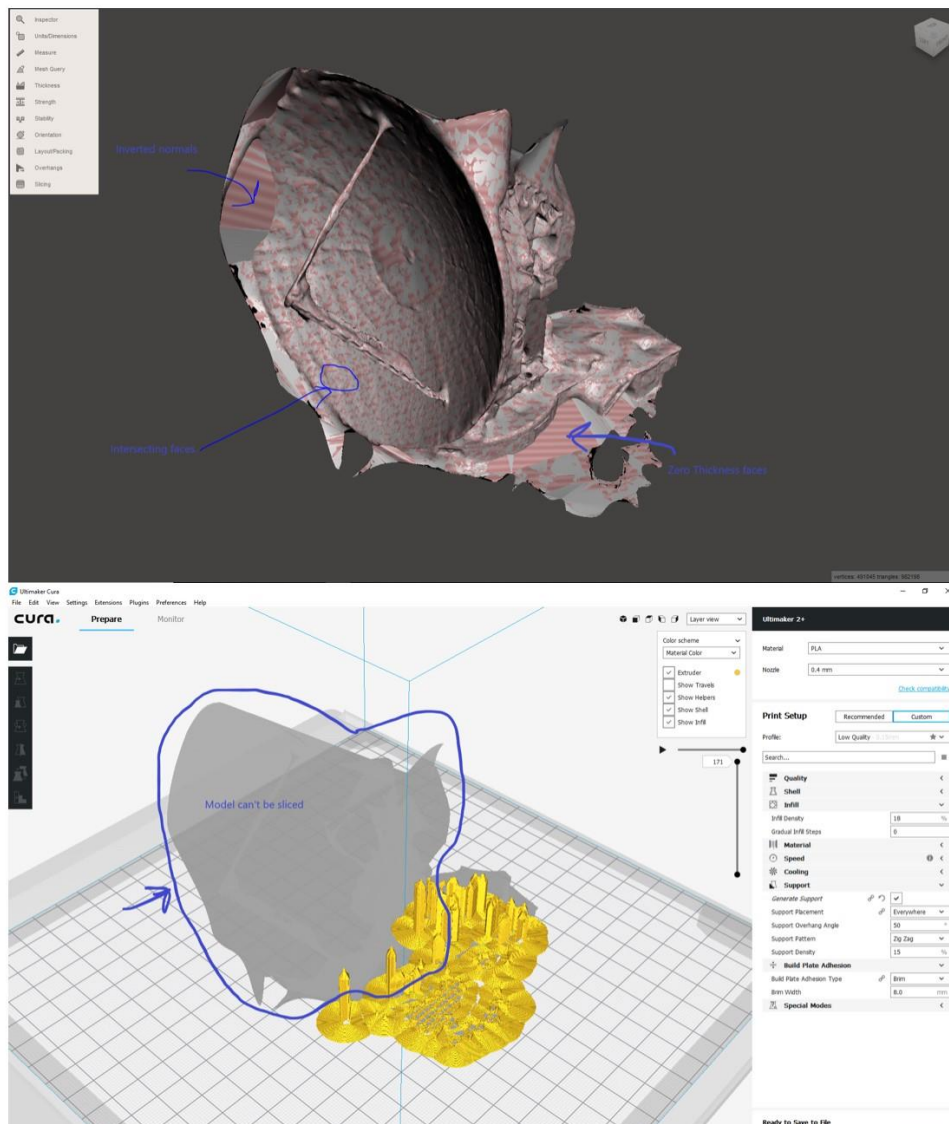 Inspector
Units/Dimensions
Measure
Mesh Query
Thickness
Strength
Stability
Orientation
Layout/Packing
Overhangs
Slicing
Inverted normals
Intersecting faces
Zero Thickness faces
Ultimaker Cura
File Edit View Settings Extensions Plugins Preferences Help
cura.
Prepare
Monitor
Layer view
Color scheme
Material Color
Extruder
Show Travels
Show Helpers
Show Shell
Show Infill
171
Model can't be sliced
Ultimaker 2+
Material PLA
Nozzle 0.4 mm
Check compatibility
Print Setup Recommended Custom
Profile: Low Quality
Search...
Quality
Shell
Infill
Infill Density 18 %
Gradual Infill Steps 0
Material
Speed
Cooling
Support
Generate Support
Support Placement Everywhere
Support Overhang Angle 50 °
Support Pattern Zig Zag
Support Density 15 %
Build Plate Adhesion
Build Plate Adhesion Type Brim
Brim Width 8.0 mm
Special Modes
Ready to Save to File